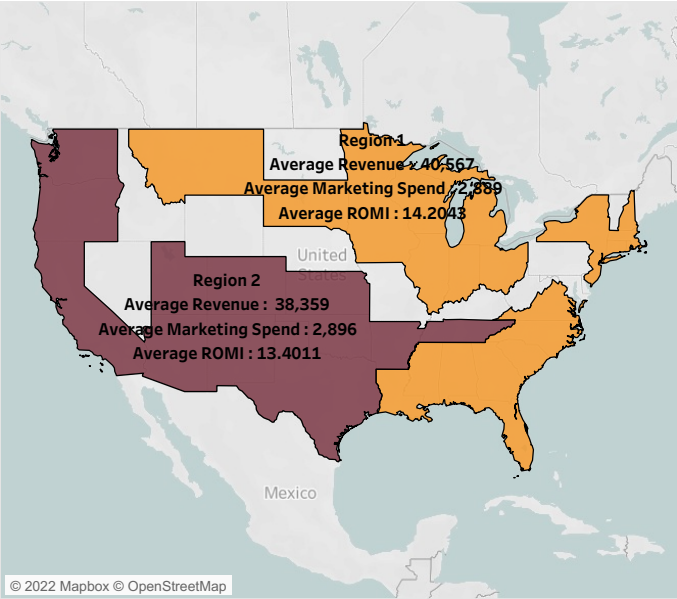 Region 1
Average Revenue : 40,567
Average Marketing Spend : 2,889
Average ROMI : 14.2043
United
States
Region 2
Average Revenue : 38,359
Average Marketing Spend : 2,896
Average ROMI : 13.4011
Mexico
© 2022 Mapbox © OpenStreetMap